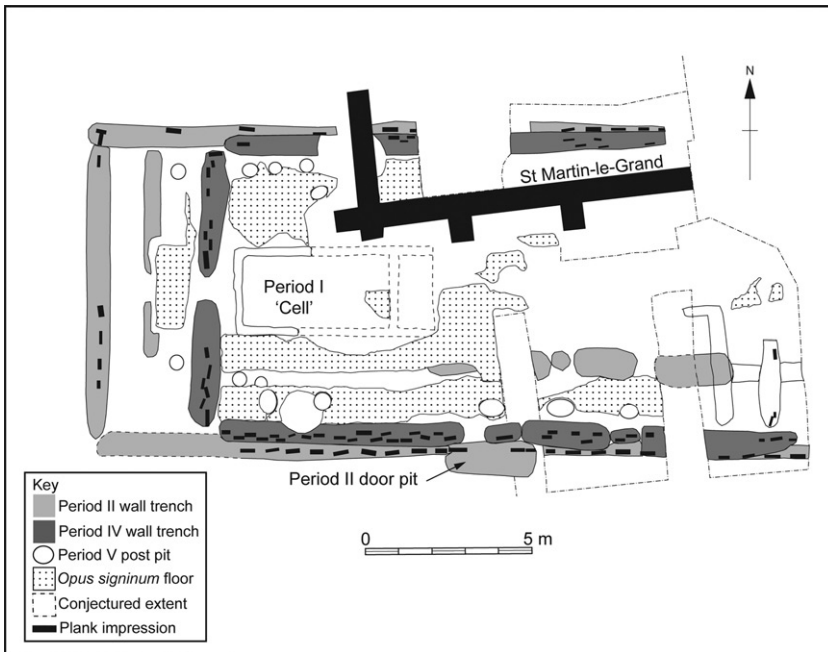 N
St Martin-le-Grand
Period I
'Cell'
Period II door pit
Key
Period II wall trench
Period IV wall trench
Period V post pit
Opus signinum floor
Conjectured extent
Plank impression
0 5 m